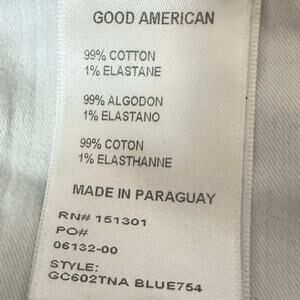 GOOD AMERICAN
99% COTTON
1% ELASTANE
99% ALGODON
1% ELASTANO
99% COTON
1% ELASTHANNE
MADE IN PARAGUAY
RN# 151301
PO#
06132-00
STYLE:
GC602TNA BLUE754